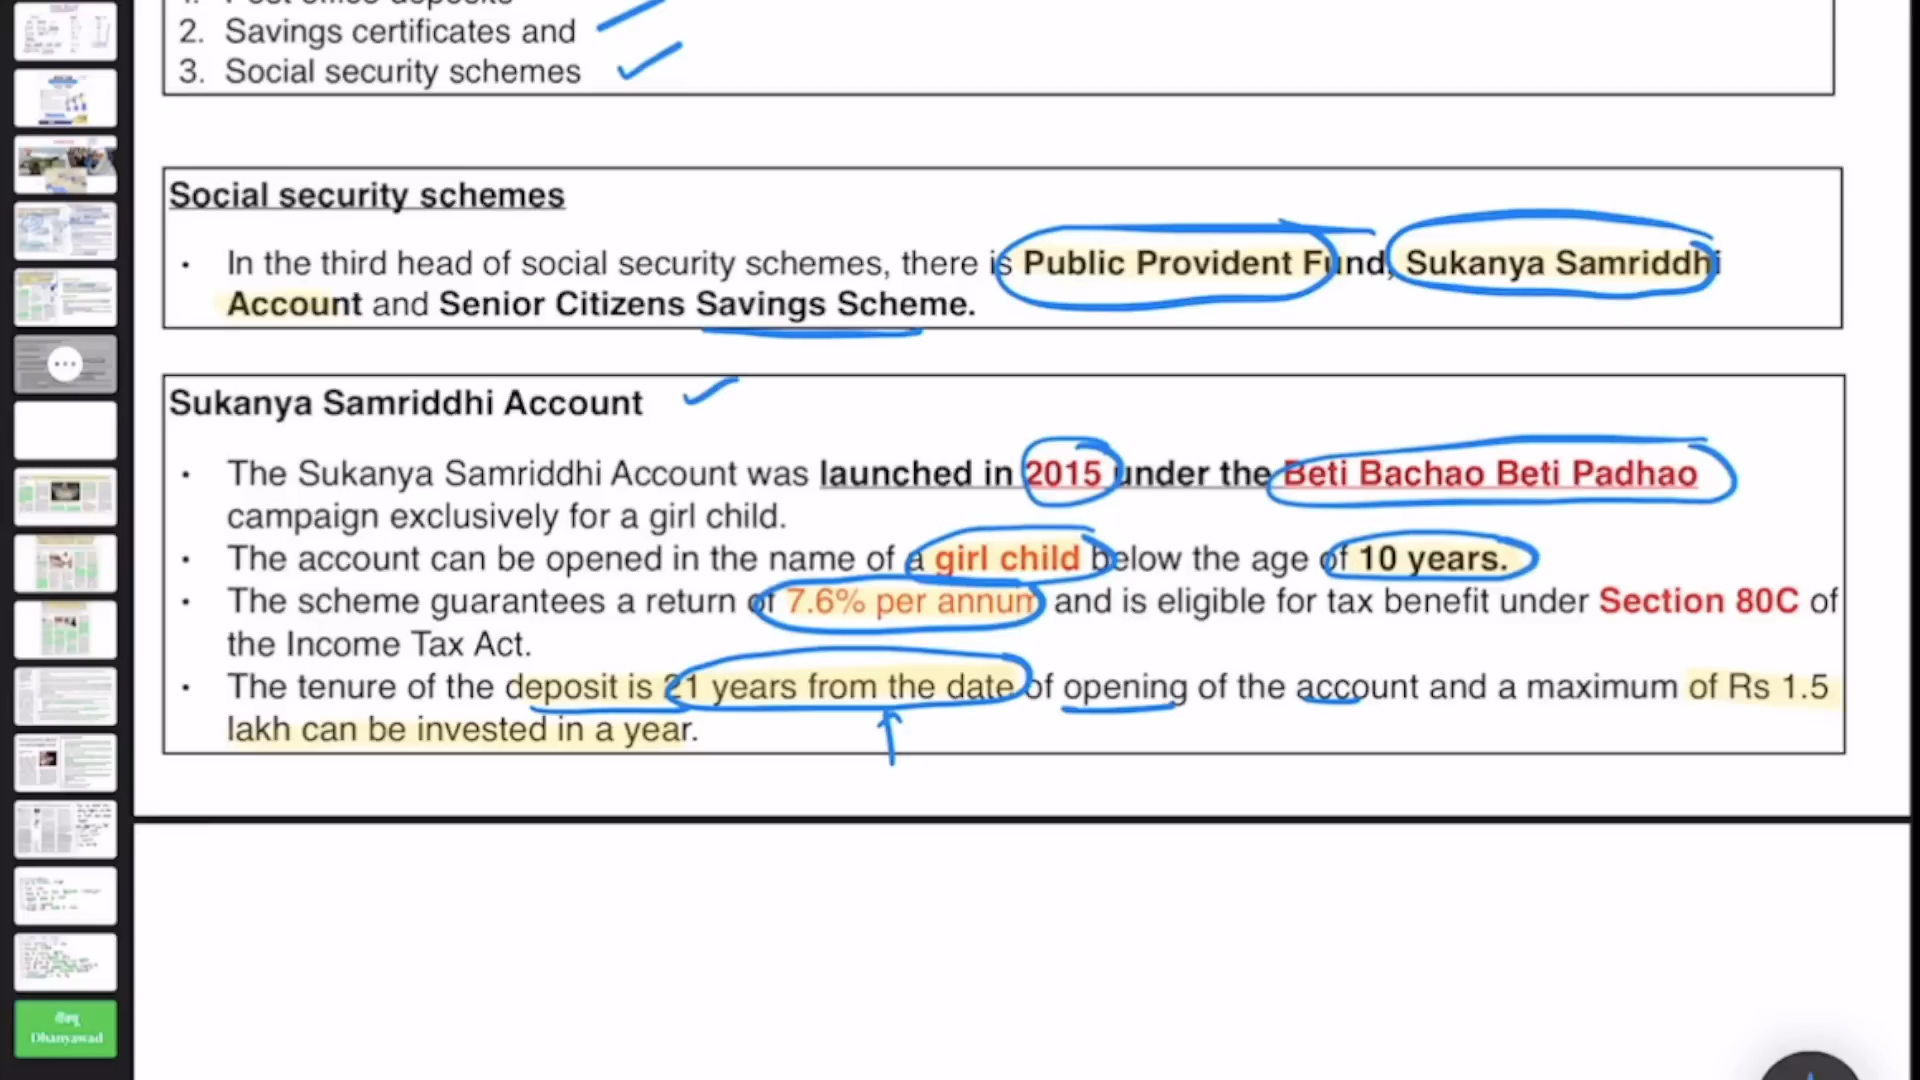 1. Post office deposits
2. Savings certificates and
3. Social security schemes
Social security schemes
• In the third head of social security schemes, there is Public Provident Fund, Sukanya Samriddhi
Account and Senior Citizens Savings Scheme.
Sukanya Samriddhi Account
• The Sukanya Samriddhi Account was launched in 2015 under the Beti Bachao Beti Padhao
campaign exclusively for a girl child.
• The account can be opened in the name of a girl child below the age of 10 years.
• The scheme guarantees a return of 7.6% per annum and is eligible for tax benefit under Section 80C of
the Income Tax Act.
• The tenure of the deposit is 21 years from the date of opening of the account and a maximum of Rs 1.5
lakh can be invested in a year.
Dhanyawad